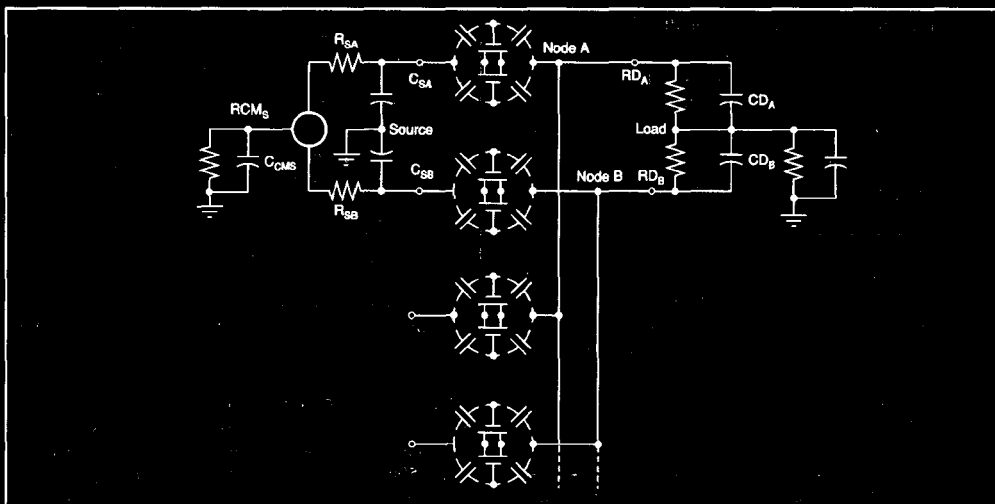 R_SA
C_SA
Node A
RD_A
CD_A
RCM_S
Source
Load
C_CMS
C_SB
Node B
RD_B
CD_B
R_SB